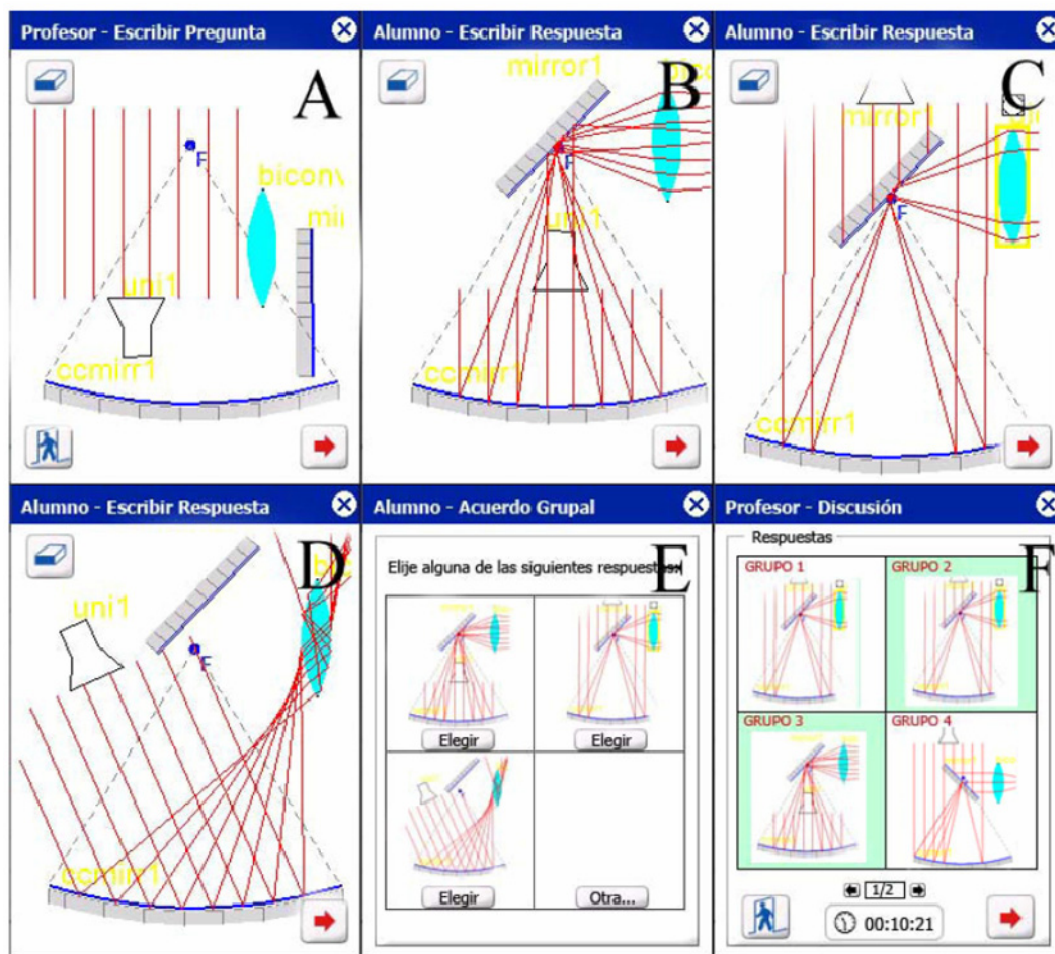 Profesor - Escribir Pregunta
A
F
biconv
mir
uni1
ccmirr1
Alumno - Escribir Respuesta
B
mirror1
F
uni1
ccmirr1
Alumno - Escribir Respuesta
C
mirror1
F
ccmirr1
Alumno - Escribir Respuesta
D
uni1
F
ccmirr1
Alumno - Acuerdo Grupal
E
Elije alguna de las siguientes respuestas:
Elegir
Elegir
Elegir
Otra...
Profesor - Discusión
F
Respuestas
GRUPO 1
GRUPO 2
GRUPO 3
GRUPO 4
1/2
00:10:21